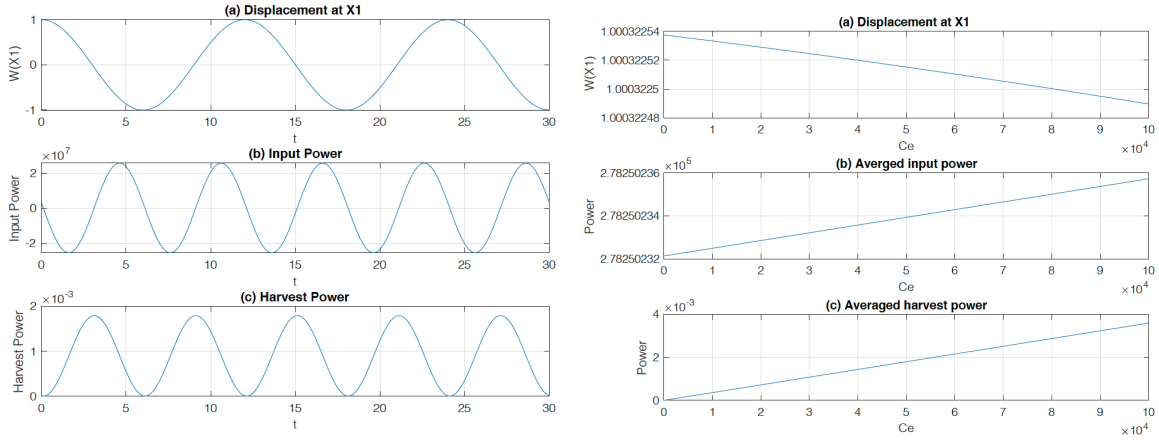 (a) Displacement at X1
1
0
-1
W(X1)
0 5 10 15 20 25 30
t
×10^7
(b) Input Power
2
0
-2
Input Power
0 5 10 15 20 25 30
t
×10^-3
(c) Harvest Power
2
1
0
Harvest Power
0 5 10 15 20 25 30
t
(a) Displacement at X1
1.00032254
1.00032252
1.0003225
1.00032248
W(X1)
0 1 2 3 4 5 6 7 8 9 10
Ce
×10^4
×10^5
(b) Averged input power
2.78250236
2.78250234
2.78250232
Power
0 1 2 3 4 5 6 7 8 9 10
Ce
×10^4
×10^-3
(c) Averaged harvest power
4
2
0
Power
0 1 2 3 4 5 6 7 8 9 10
Ce
×10^4